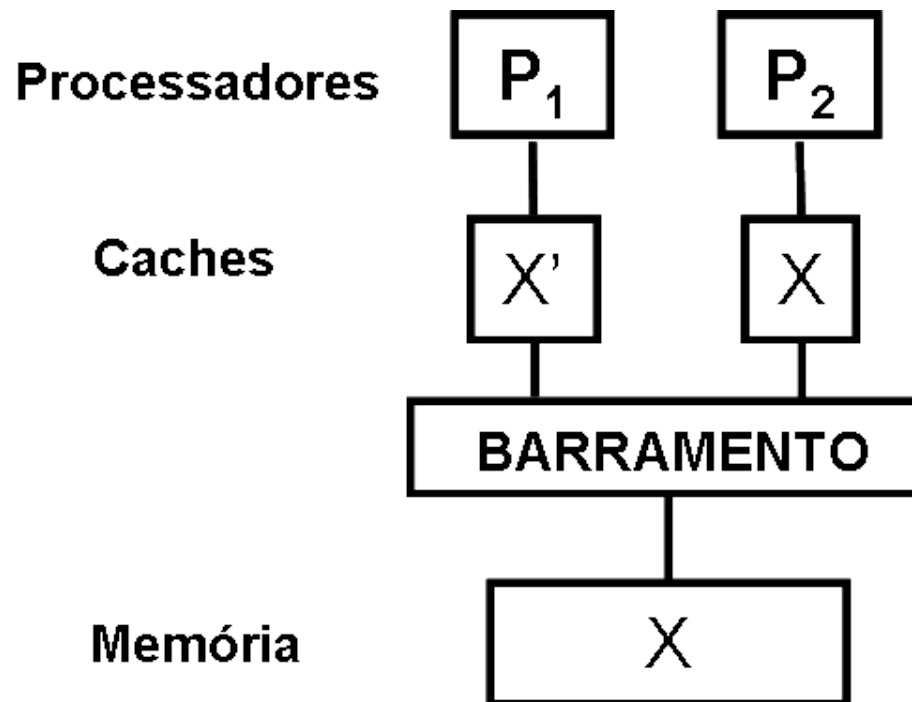 Processadores P₁ P₂
Caches X’ X
BARRAMENTO
Memória X